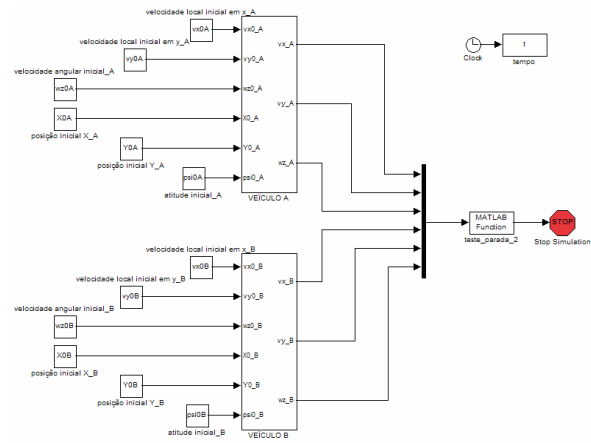 velocidade local inicial em x_A
vx0A
vx0_A
velocidade local inicial em y_A
vy0A
vy0_A
velocidade angular inicial_A
wz0A
wz0_A
X0A
X0_A
posição inicial X_A
Y0A
Y0_A
posição inicial Y_A
psi0A
psi0_A
atitude inicial_A
vx_A
vy_A
wz_A
VEÍCULO A
Clock
t
tempo
MATLAB
Function
teste_parada_2
STOP
Stop Simulation
velocidade local inicial em x_B
vx0B
vx0_B
velocidade local inicial em y_B
vy0B
vy0_B
velocidade angular inicial_B
wz0B
wz0_B
X0B
X0_B
posição inicial X_B
Y0B
Y0_B
posição inicial Y_B
psi0B
psi0_B
atitude inicial_B
vx_B
vy_B
wz_B
VEÍCULO B